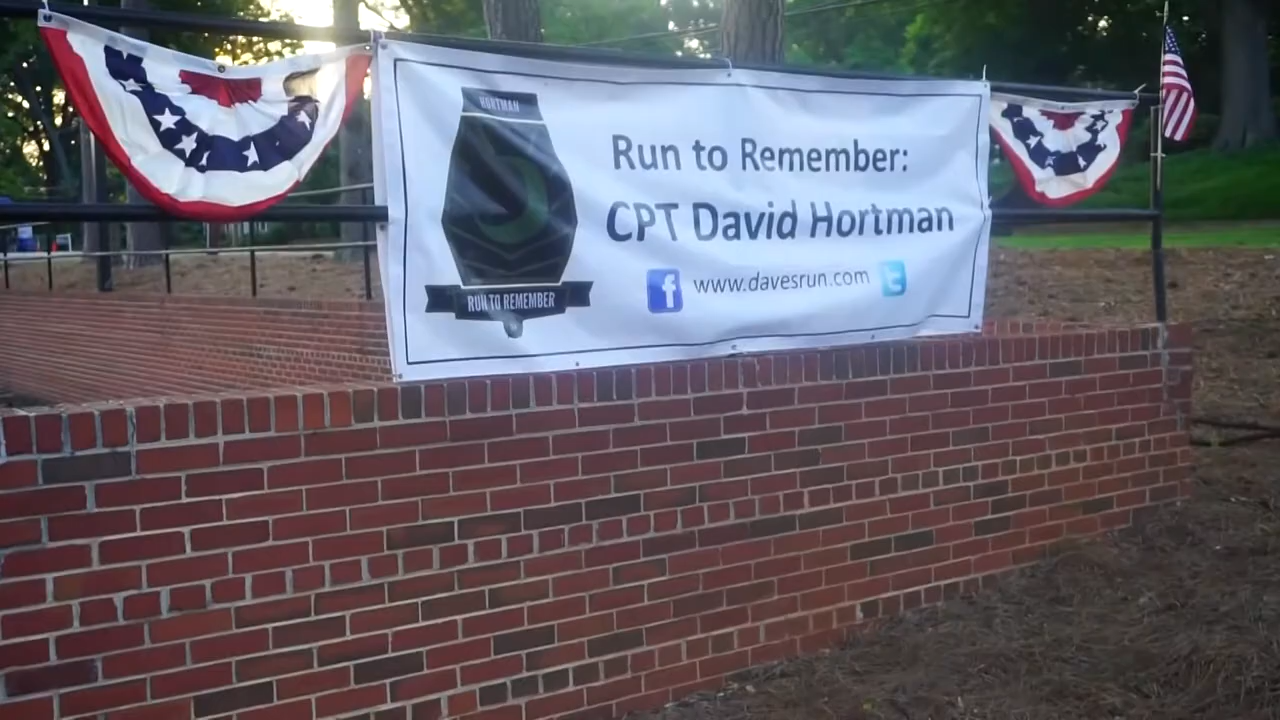 HORTMAN
RUN TO REMEMBER
Run to Remember:
CPT David Hortman
f www.davesrun.com t